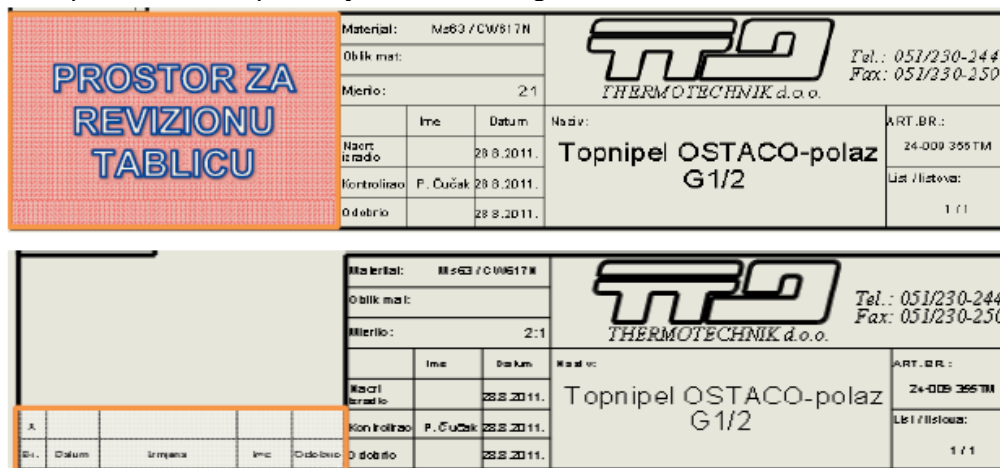 PROSTOR ZA
REVIZIONU
TABLICU
Materijal: Ms63 / CW617N
Oblik mat:
Mjerilo: 2:1
Ime Datum
Nacrt izradio 28.8.2011.
Kontrolirao P. Čučak 28.8.2011.
Odobrio 28.8.2011.
THERMOTECHNIK d.o.o.
Tel.: 051/230-244
Fax: 051/230-250
Naziv:
Topnipel OSTACO-polaz
G1/2
ART.BR.:
24-009 355 TM
List / listova:
1 / 1
Materijal: Ms63 / CW617N
Oblik mat:
Mjerilo: 2:1
Ime Datum
Nacrt izradio 28.8.2011.
Kontrolirao P. Čučak 28.8.2011.
Odobrio 28.8.2011.
THERMOTECHNIK d.o.o.
Tel.: 051/230-244
Fax: 051/230-250
Naziv:
Topnipel OSTACO-polaz
G1/2
ART.BR.:
24-009 355 TM
List / listova:
1 / 1
A
Br. Datum Izmjena Ime Odobrio